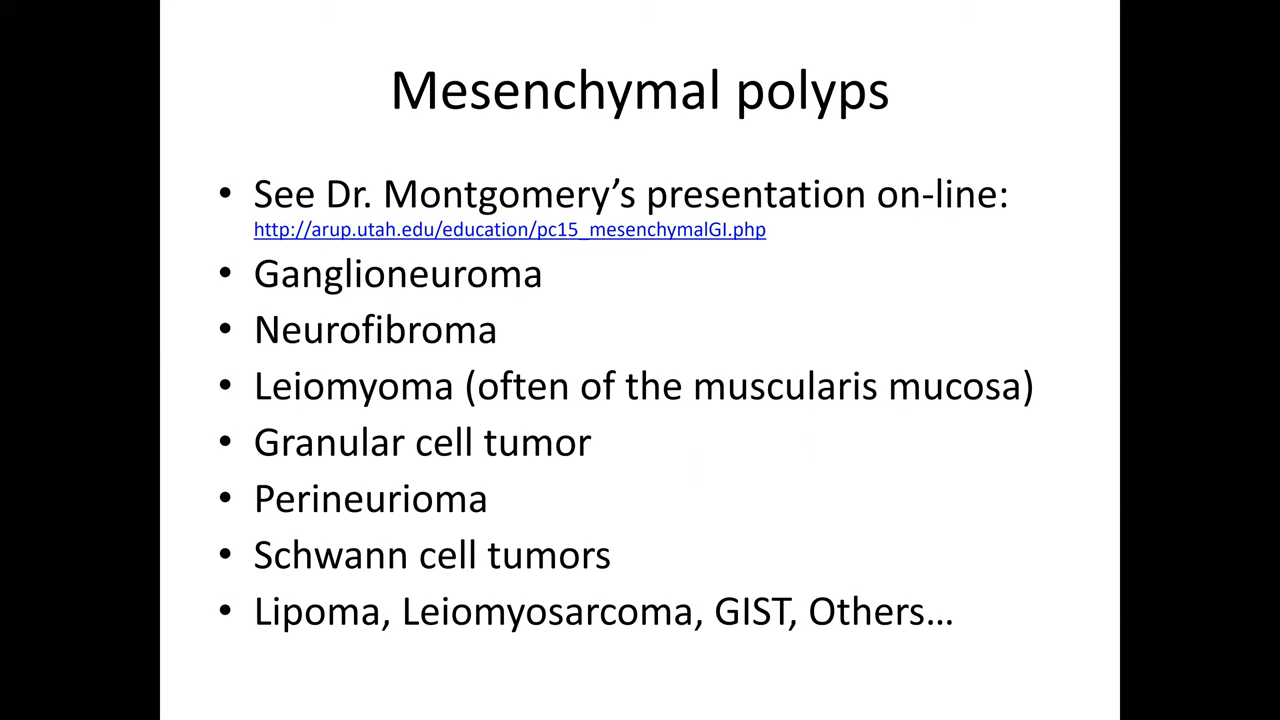 Mesenchymal polyps
• See Dr. Montgomery’s presentation on-line:
http://arup.utah.edu/education/pc15_mesenchymalGI.php
• Ganglioneuroma
• Neurofibroma
• Leiomyoma (often of the muscularis mucosa)
• Granular cell tumor
• Perineurioma
• Schwann cell tumors
• Lipoma, Leiomyosarcoma, GIST, Others…